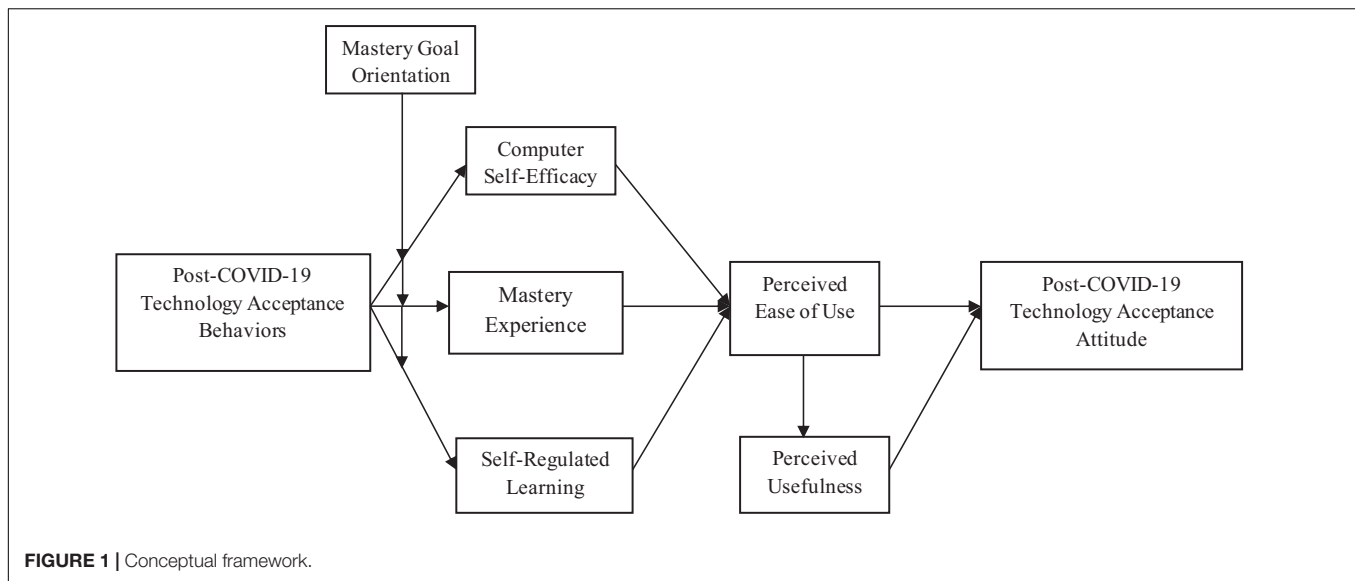 Mastery Goal
Orientation
Computer
Self-Efficacy
Post-COVID-19
Technology Acceptance
Behaviors
Mastery
Experience
Perceived
Ease of Use
Post-COVID-19
Technology Acceptance
Attitude
Self-Regulated
Learning
Perceived
Usefulness
FIGURE 1 | Conceptual framework.